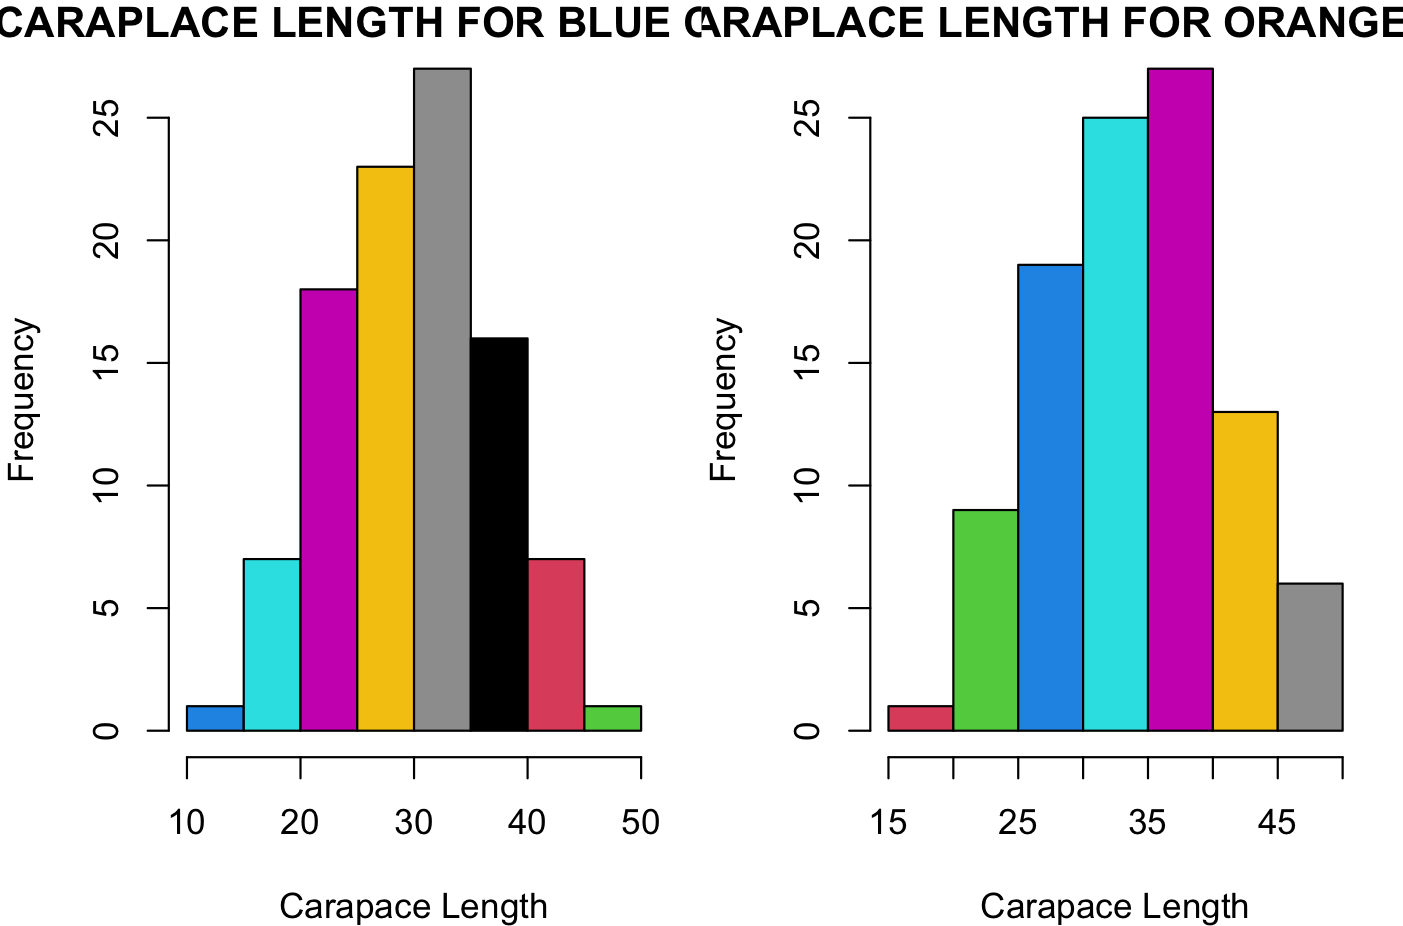 CARAPLACE LENGTH FOR BLUE C
25
20
15
10
5
0
Frequency
10 20 30 40 50
Carapace Length
ARAPLACE LENGTH FOR ORANGE
25
20
15
10
5
0
Frequency
15 25 35 45
Carapace Length